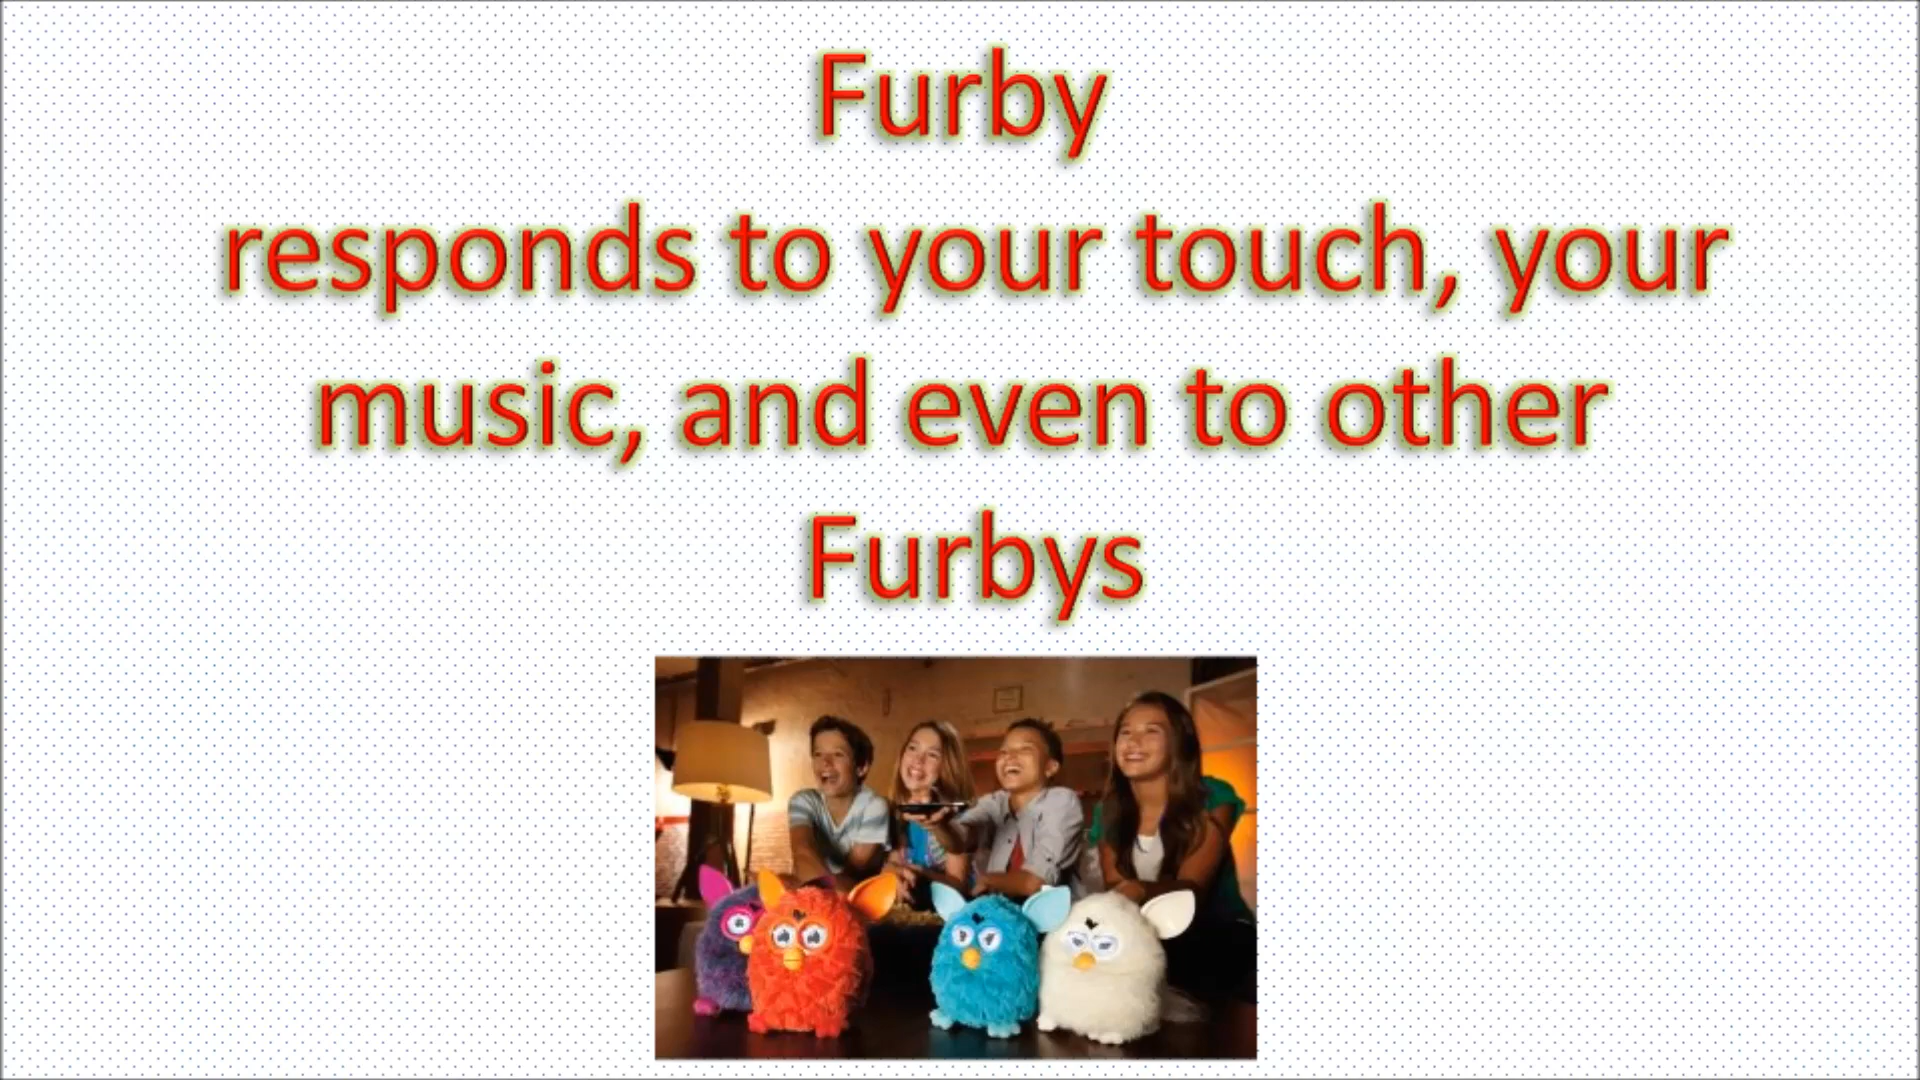 Furby
responds to your touch, your
music, and even to other
Furbys